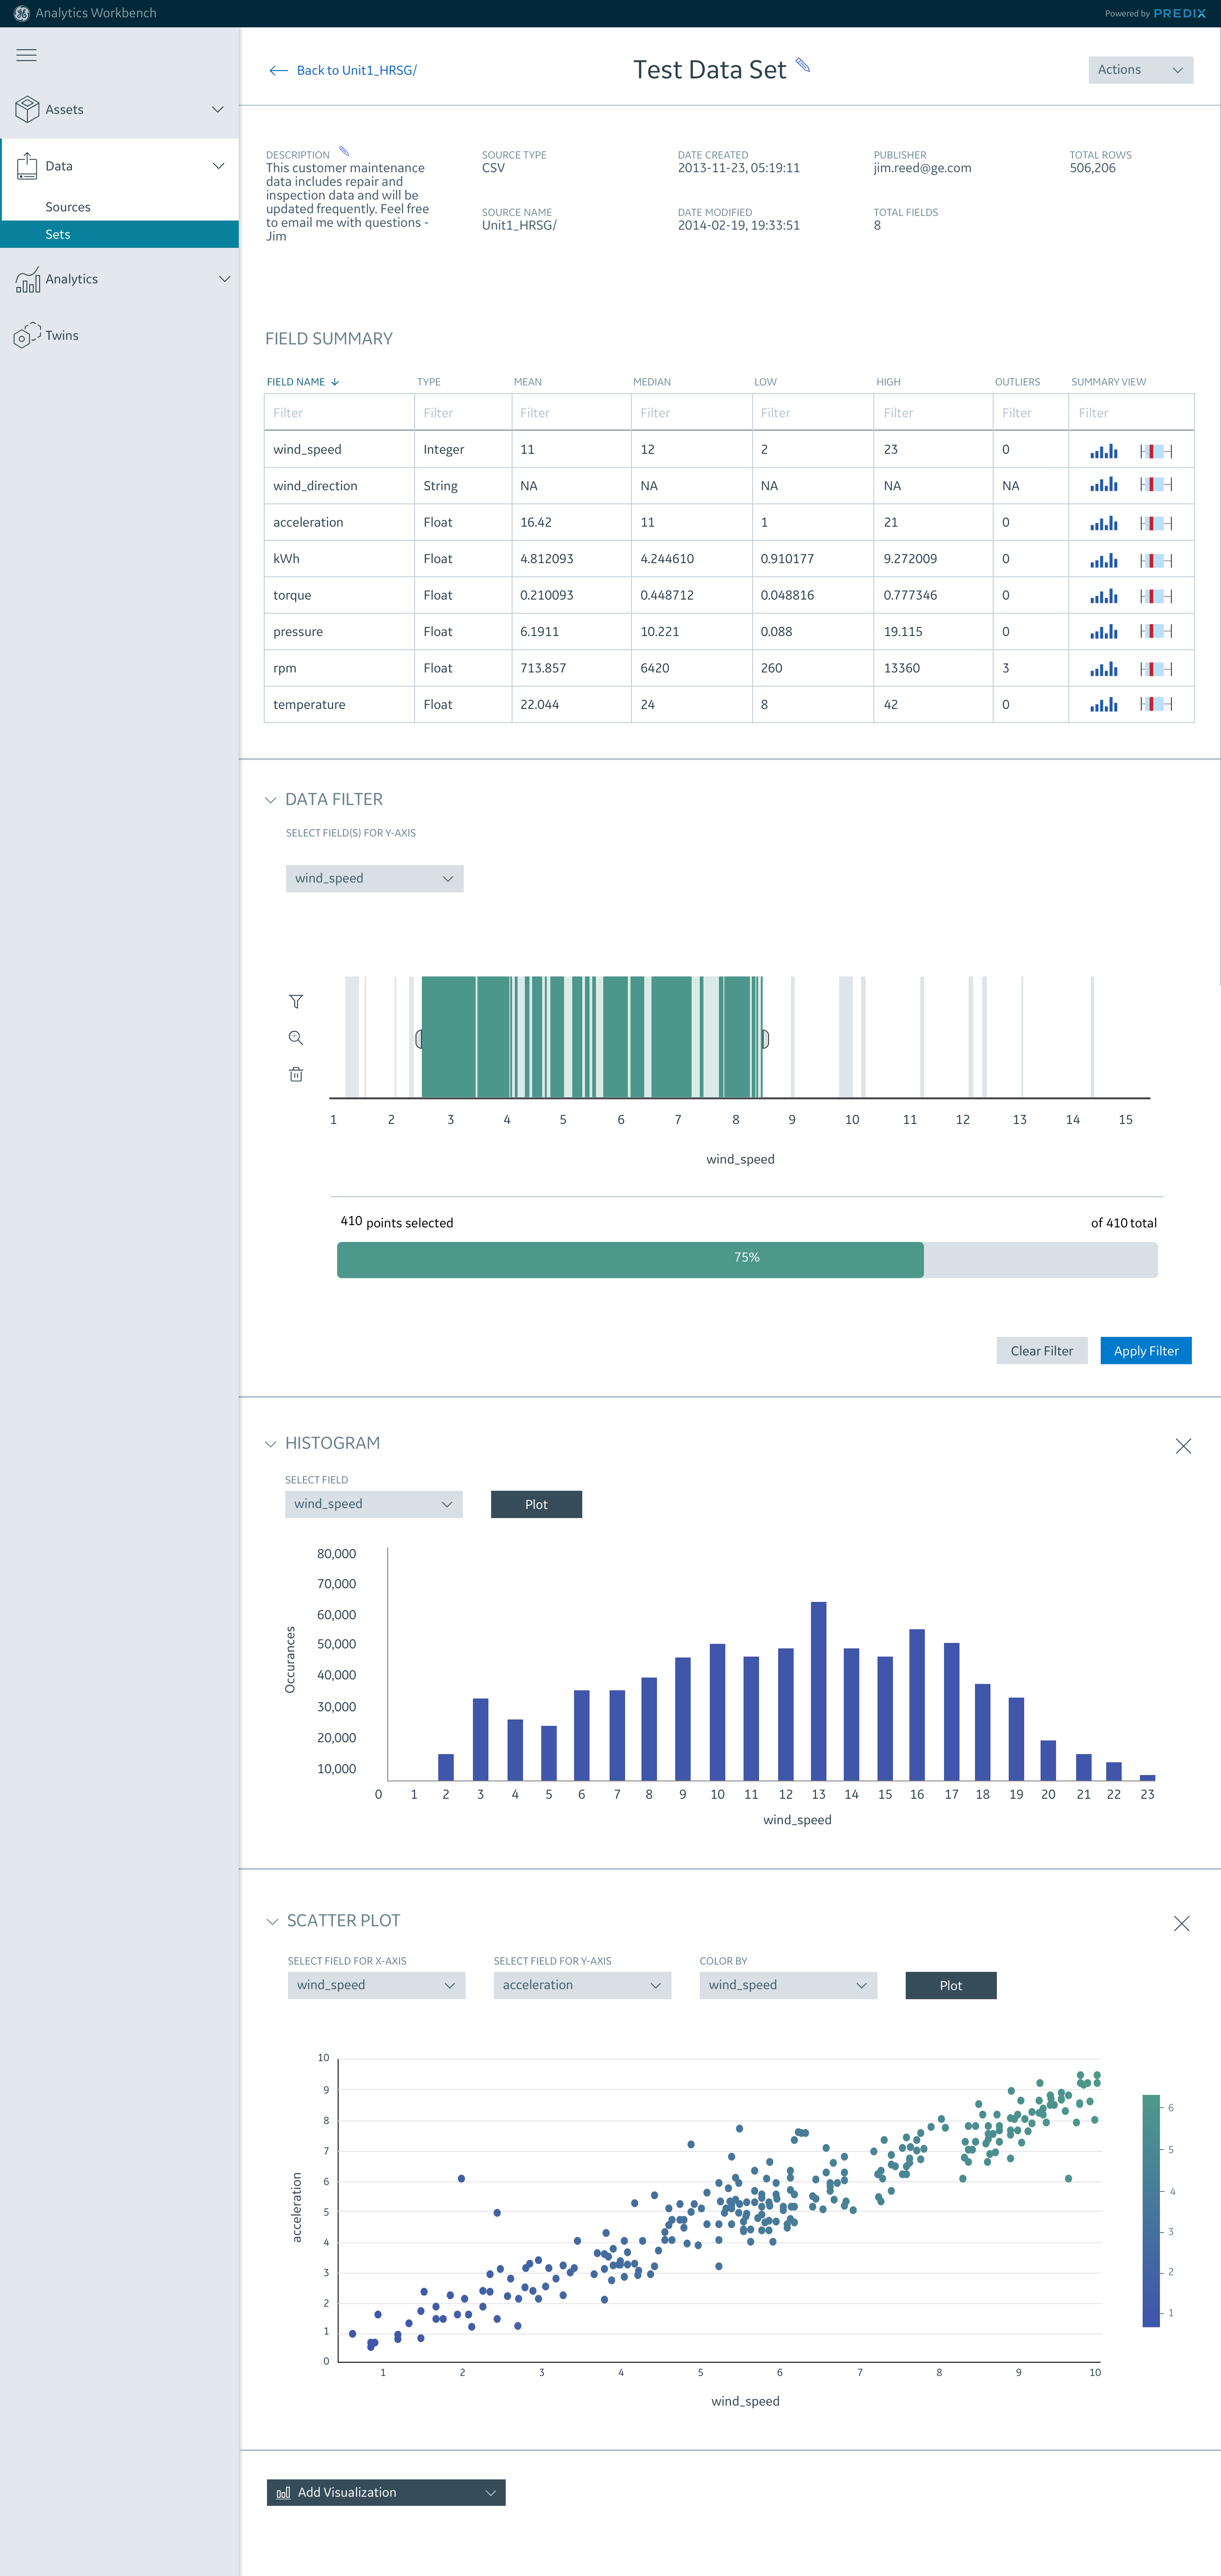 Analytics Workbench
Powered by PREDIX
Back to Unit1_HRSG/
Test Data Set
Actions
Assets
Data
Sources
Sets
Analytics
Twins
DESCRIPTION
This customer maintenance
data includes repair and
inspection data and will be
updated frequently. Feel free
to email me with questions -
Jim
SOURCE TYPE
CSV
SOURCE NAME
Unit1_HRSG/
DATE CREATED
2013-11-23, 05:19:11
DATE MODIFIED
2014-02-19, 19:33:51
PUBLISHER
jim.reed@ge.com
TOTAL FIELDS
8
TOTAL ROWS
506,206
FIELD SUMMARY
FIELD NAME TYPE MEAN MEDIAN LOW HIGH OUTLIERS SUMMARY VIEW
Filter Filter Filter Filter Filter Filter Filter Filter
wind_speed Integer 11 12 2 23 0
wind_direction String NA NA NA NA NA
acceleration Float 16.42 11 1 21 0
kWh Float 4.812093 4.244610 0.910177 9.272009 0
torque Float 0.210093 0.448712 0.048816 0.777346 0
pressure Float 6.1911 10.221 0.088 19.115 0
rpm Float 713.857 6420 260 13360 3
temperature Float 22.044 24 8 42 0
DATA FILTER
SELECT FIELD(S) FOR Y-AXIS
wind_speed
1 2 3 4 5 6 7 8 9 10 11 12 13 14 15
wind_speed
410 points selected
of 410 total
75%
Clear Filter
Apply Filter
HISTOGRAM
SELECT FIELD
wind_speed
Plot
80,000
70,000
60,000
50,000
40,000
30,000
20,000
10,000
Occurances
0 1 2 3 4 5 6 7 8 9 10 11 12 13 14 15 16 17 18 19 20 21 22 23
wind_speed
SCATTER PLOT
SELECT FIELD FOR X-AXIS
wind_speed
SELECT FIELD FOR Y-AXIS
acceleration
COLOR BY
wind_speed
Plot
10
9
8
7
6
5
4
3
2
1
0
acceleration
1 2 3 4 5 6 7 8 9 10
wind_speed
6
5
4
3
2
1
Add Visualization